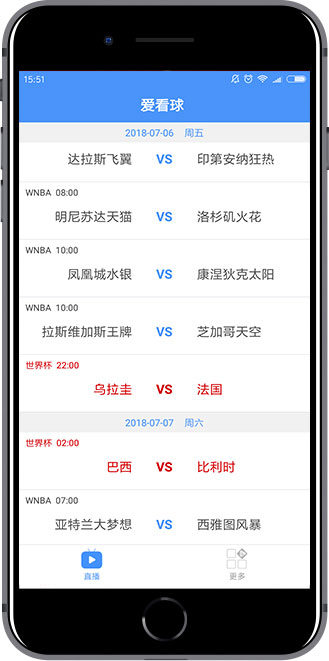 15:51
爱看球
2018-07-06 周五
达拉斯飞翼 VS 印第安纳狂热
WNBA 08:00
明尼苏达天猫 VS 洛杉矶火花
WNBA 10:00
凤凰城水银 VS 康涅狄克太阳
WNBA 10:00
拉斯维加斯王牌 VS 芝加哥天空
世界杯 22:00
乌拉圭 VS 法国
2018-07-07 周六
世界杯 02:00
巴西 VS 比利时
WNBA 07:00
亚特兰大梦想 VS 西雅图风暴
直播 更多